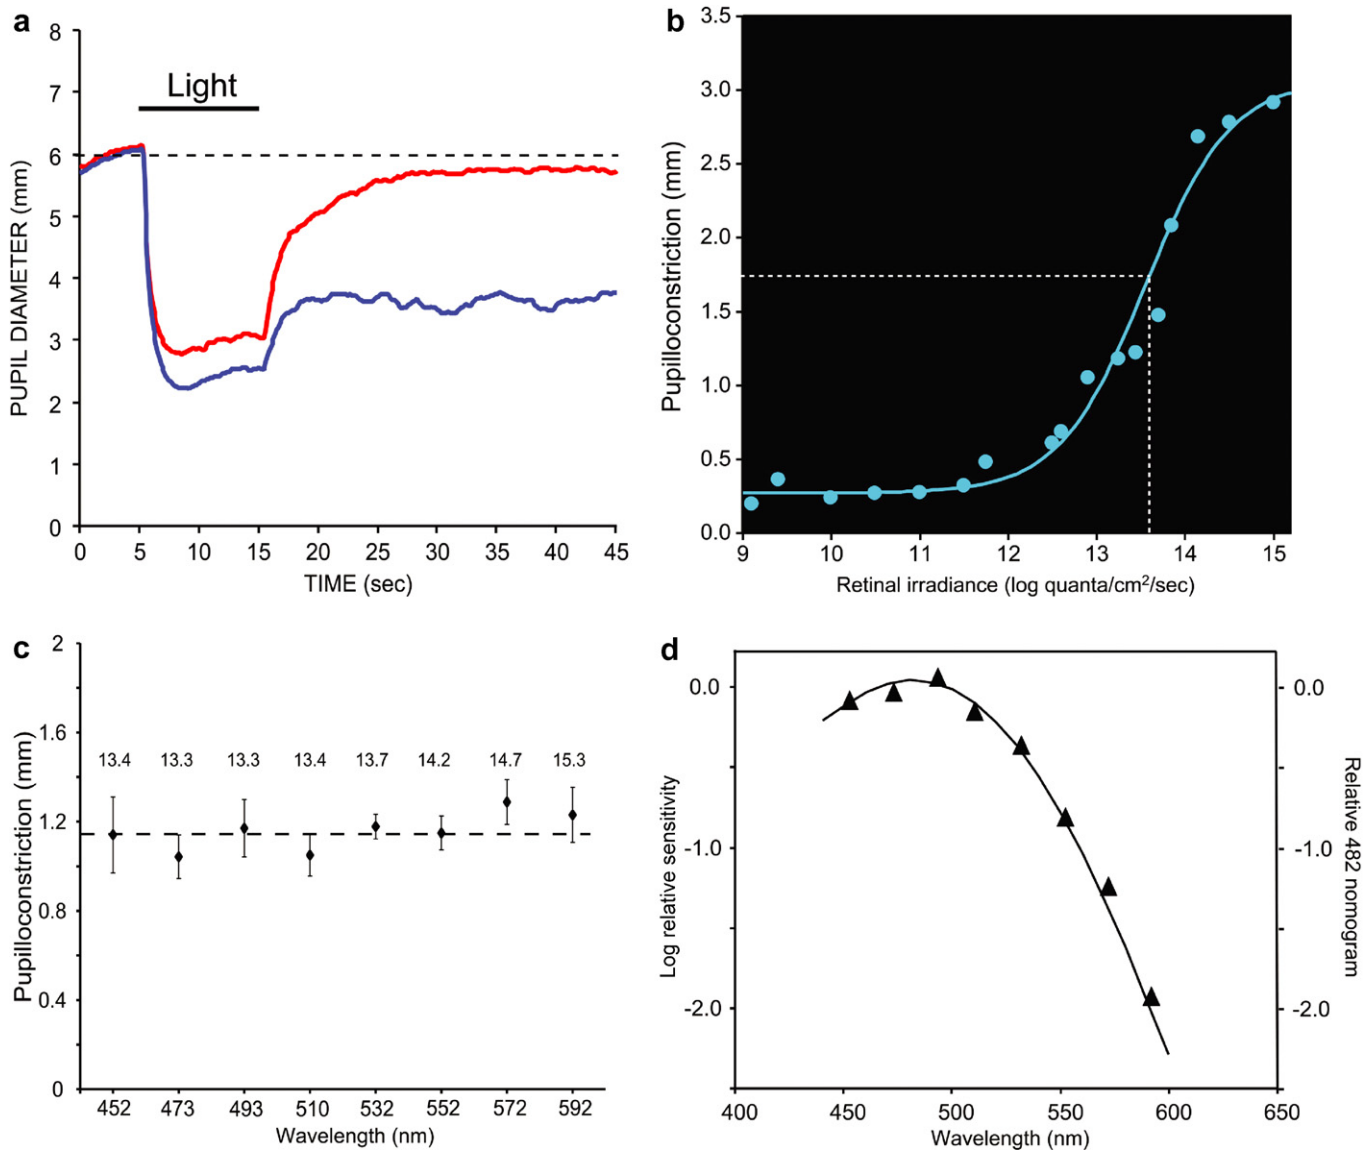 a
8
7
6
5
4
3
2
1
0
PUPIL DIAMETER (mm)
Light
0 5 10 15 20 25 30 35 40 45
TIME (sec)
b
3.5
3.0
2.5
2.0
1.5
1.0
0.5
0.0
Pupilloconstriction (mm)
9 10 11 12 13 14 15
Retinal irradiance (log quanta/cm²/sec)
c
2
1.6
1.2
0.8
0.4
0
Pupilloconstriction (mm)
13.4 13.3 13.3 13.4 13.7 14.2 14.7 15.3
452 473 493 510 532 552 572 592
Wavelength (nm)
d
0.0
-1.0
-2.0
Log relative sensitivity
0.0
-1.0
-2.0
Relative 482 nomogram
400 450 500 550 600 650
Wavelength (nm)